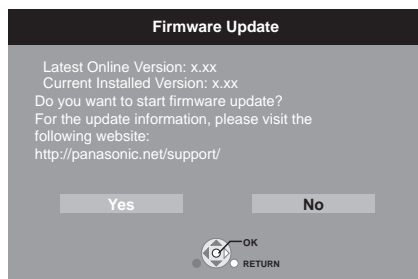 Firmware Update
Latest Online Version: x.xx
Current Installed Version: x.xx
Do you want to start firmware update?
For the update information, please visit the
following website:
http://panasonic.net/support/
Yes No
OK
RETURN